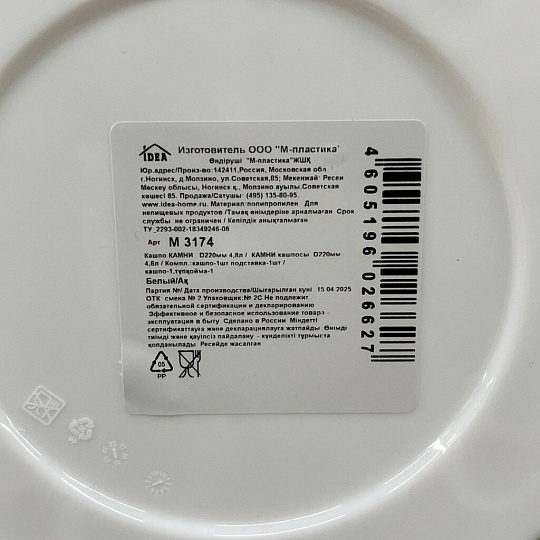 IDEA
Изготовитель ООО "М-пластика"
Өндіруші "М-пластика"ЖШҚ
Юр.адрес/Произ-во:142411,Россия, Московская обл
г.Ногинск, д.Молзино, ул.Советская,85; Мекенжай: Ресей
Мәскеу облысы, Ногинск қ., Молзино ауылы,Советская
көшесі 85. Продажа/Сатушы: (495) 135-80-95.
www.idea-home.ru. Материал:полипропилен Для
непищевых продуктов /Тамақ өнімдеріне арналмаған Срок
службы не ограничен / Кепілдік анықталмаған
ТУ_2293-002-18349246-06
Арт М 3174
Кашпо КАМНИ D220мм 4,8л / КАМНИ кашпосы D220мм
4,8л / Компл.:кашпо-1шт подставка-1шт /
кашпо-1,түпқойма-1
Белый/Ақ
Партия №/ Дата производства/Шығарылған күні 15 04 2025
ОТК: смена № 2 Упаковщик:№ 2С Не подлежит
обязательной сертификации и декларированию
Эффективное и безопасное использование товара -
эксплуатация в быту Сделано в России Міндетті
сертификаттауға және декларациялауға жатпайды Өнімді
тиімді және қауіпсіз пайдалану – күнделікті тұрмыста
қолданылады Ресейде жасалған
05
PP
4 605196 026627